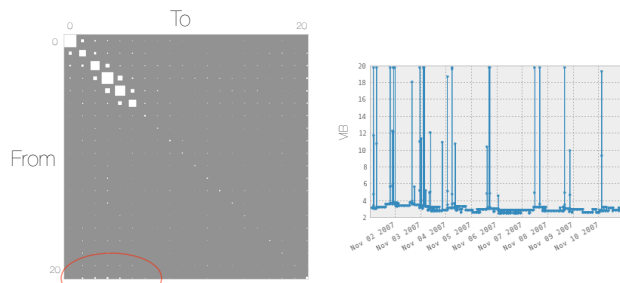 To
0 20
0
From
20
20
18
16
14
12
10
8
6
4
2
VIB
Nov 02 2007
Nov 03 2007
Nov 04 2007
Nov 05 2007
Nov 06 2007
Nov 07 2007
Nov 08 2007
Nov 09 2007
Nov 10 2007